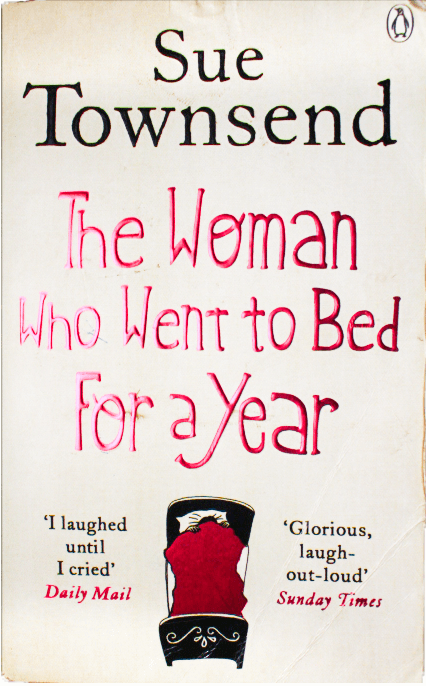 Sue
Townsend
The Woman
Who Went to Bed
For a Year
‘I laughed
until
I cried’
Daily Mail
‘Glorious,
laugh-
out-loud’
Sunday Times